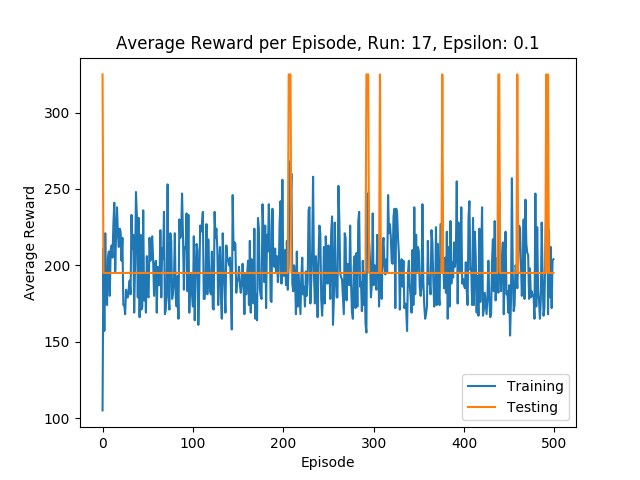 Average Reward per Episode, Run: 17, Epsilon: 0.1
Average Reward
300
250
200
150
100
0
100
200
300
400
500
Episode
Training
Testing